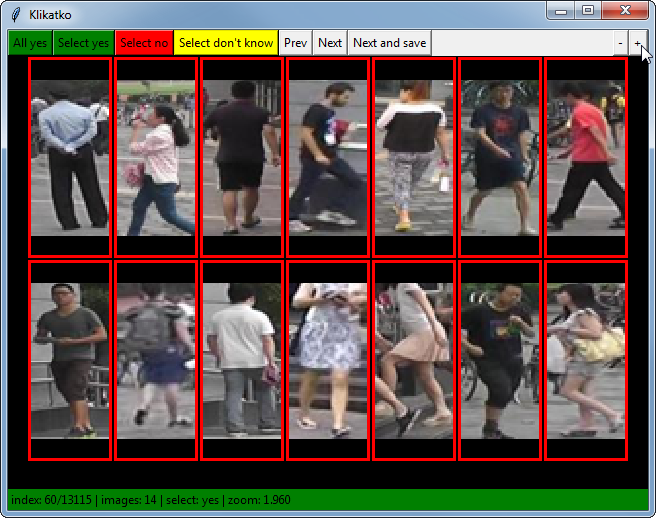 Klikatko
All yes Select yes Select no Select don't know Prev Next Next and save - +
index: 60/13115 | images: 14 | select: yes | zoom: 1.960